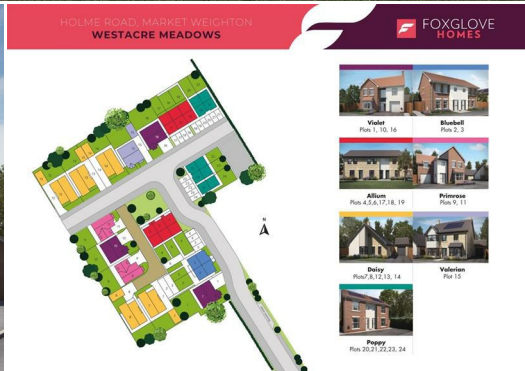 HOLME ROAD, MARKET WEIGHTON
WESTACRE MEADOWS
FOXGLOVE
HOMES
Violet
Plots 1, 10, 16
Bluebell
Plots 2, 3
Allium
Plots 4,5,6,17,18, 19
Primrose
Plots 9, 11
Daisy
Plots7,8,12,13, 14
Valerian
Plot 15
Poppy
Plots 20,21,22,23, 24
N